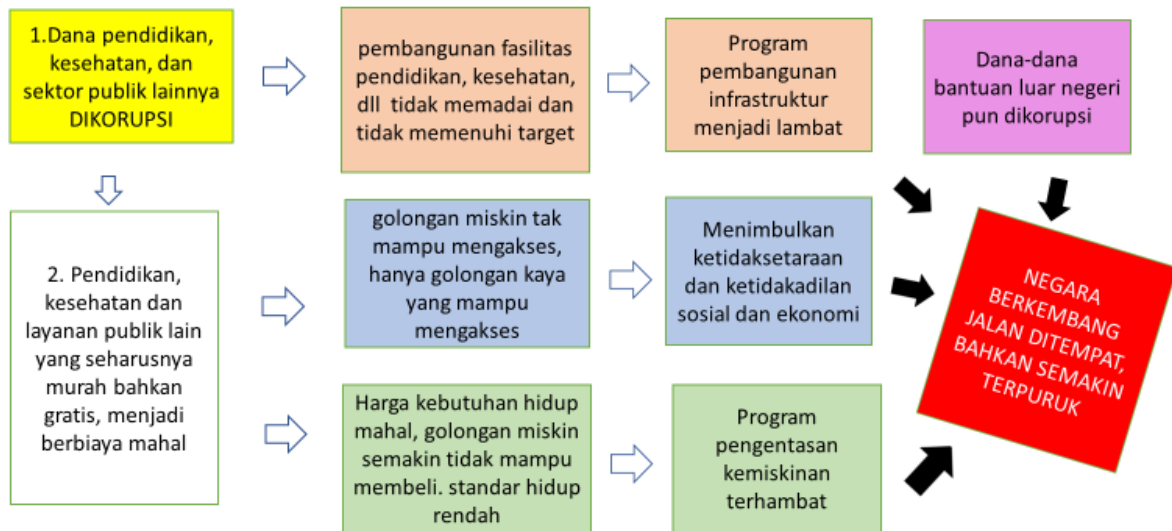 1.Dana pendidikan,
kesehatan, dan
sektor publik lainnya
DIKORUPSI
pembangunan fasilitas
pendidikan, kesehatan,
dll  tidak memadai dan
tidak memenuhi target
Program
pembangunan
infrastruktur
menjadi lambat
Dana-dana
bantuan luar negeri
pun dikorupsi
2. Pendidikan,
kesehatan dan
layanan publik lain
yang seharusnya
murah bahkan
gratis, menjadi
berbiaya mahal
golongan miskin tak
mampu mengakses,
hanya golongan kaya
yang mampu
mengakses
Menimbulkan
ketidaksetaraan
dan ketidakadilan
sosial dan ekonomi
Harga kebutuhan hidup
mahal, golongan miskin
semakin tidak mampu
membeli. standar hidup
rendah
Program
pengentasan
kemiskinan
terhambat
NEGARA
BERKEMBANG
JALAN DITEMPAT,
BAHKAN SEMAKIN
TERPURUK